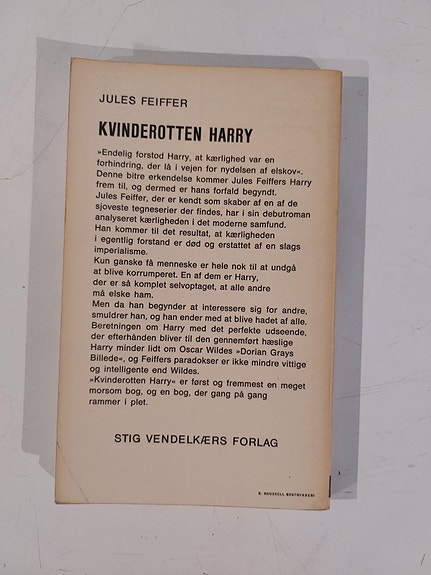 JULES FEIFFER
KVINDEROTTEN HARRY
»Endelig forstod Harry, at kærlighed var en
forhindring, der lå i vejen for nydelsen af elskov«.
Denne bitre erkendelse kommer Jules Feiffers Harry
frem til, og dermed er hans forfald begyndt.
Jules Feiffer, der er kendt som skaber af en af de
sjoveste tegneserier der findes, har i sin debutroman
analyseret kærligheden i det moderne samfund.
Han kommer til det resultat, at kærligheden
i egentlig forstand er død og erstattet af en slags
imperialisme.
Kun ganske få menneske er hele nok til at undgå
at blive korrumperet. En af dem er Harry,
der er så komplet selvoptaget, at alle andre
må elske ham.
Men da han begynder at interessere sig for andre,
smuldrer han, og han ender med at blive hadet af alle.
Beretningen om Harry med det perfekte udseende,
der efterhånden bliver til den gennemført hæslige
Harry minder lidt om Oscar Wildes »Dorian Grays
Billede«, og Feiffers paradokser er ikke mindre vittige
og intelligente end Wildes.
»Kvinderotten Harry« er først og fremmest en meget
morsom bog, og en bog, der gang på gang
rammer i plet.
STIG VENDELKÆRS FORLAG